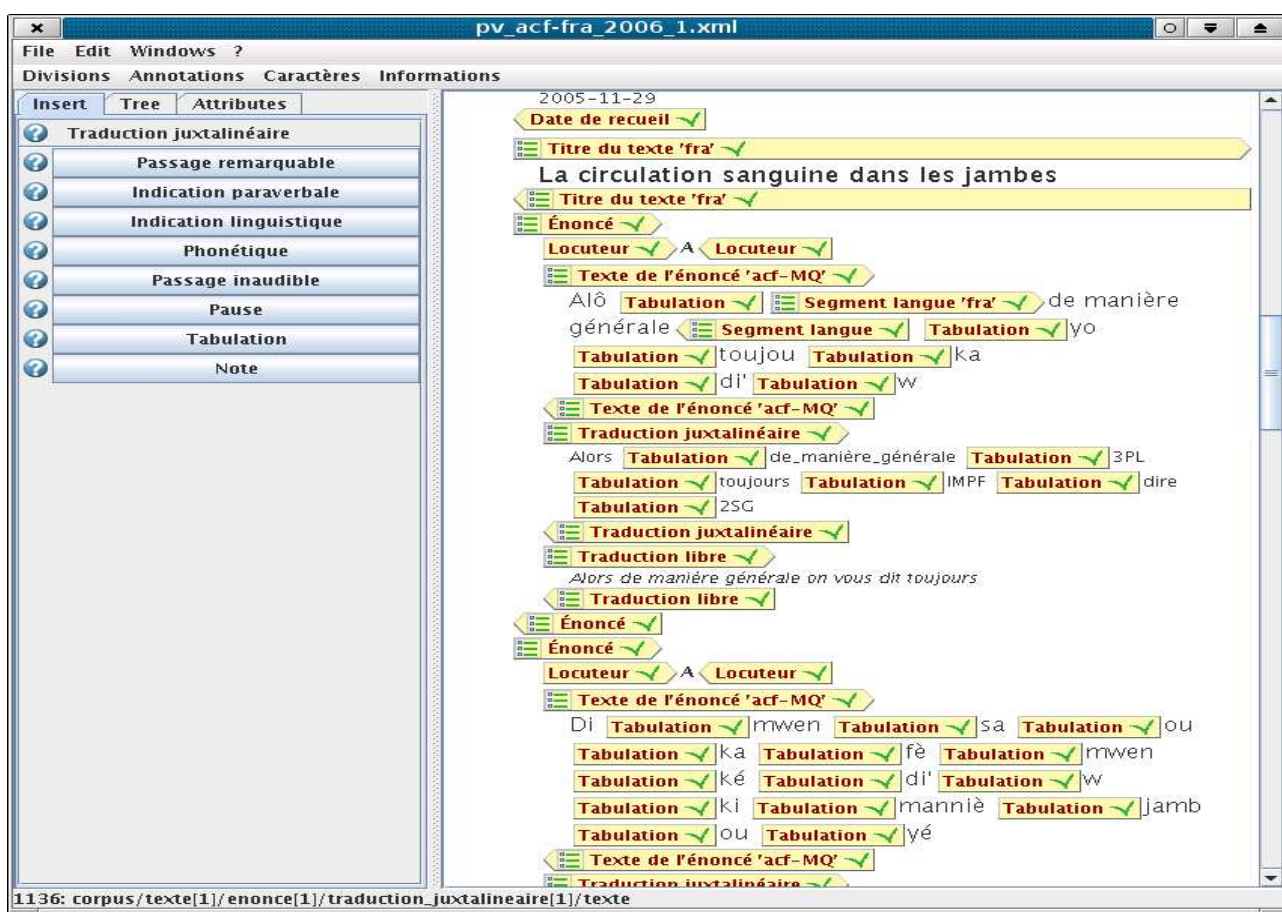 pv_acf-fra_2006_1.xml
File Edit Windows ?
Divisions Annotations Caractères Informations
Insert Tree Attributes
Traduction juxtalinéaire
Passage remarquable
Indication paraverbale
Indication linguistique
Phonétique
Passage inaudible
Pause
Tabulation
Note
2005-11-29
Date de recueil
Titre du texte 'fra'
La circulation sanguine dans les jambes
Titre du texte 'fra'
Énoncé
Locuteur A Locuteur
Texte de l'énoncé 'acf-MQ'
Alô Tabulation Segment langue 'fra' de manière
générale Segment langue Tabulation yo
Tabulation toujou Tabulation ka
Tabulation di' Tabulation w
Texte de l'énoncé 'acf-MQ'
Traduction juxtalinéaire
Alors Tabulation de_manière_générale Tabulation 3PL
Tabulation toujours Tabulation IMPF Tabulation dire
Tabulation 2SG
Traduction juxtalinéaire
Traduction libre
Alors de manière générale on vous dit toujours
Traduction libre
Énoncé
Énoncé
Locuteur A Locuteur
Texte de l'énoncé 'acf-MQ'
Di Tabulation mwen Tabulation sa Tabulation ou
Tabulation ka Tabulation fè Tabulation mwen
Tabulation ké Tabulation di' Tabulation w
Tabulation ki Tabulation manniè Tabulation jamb
Tabulation ou Tabulation yé
Texte de l'énoncé 'acf-MQ'
Traduction juxtalinéaire
1136: corpus/texte[1]/enonce[1]/traduction_juxtalineaire[1]/texte